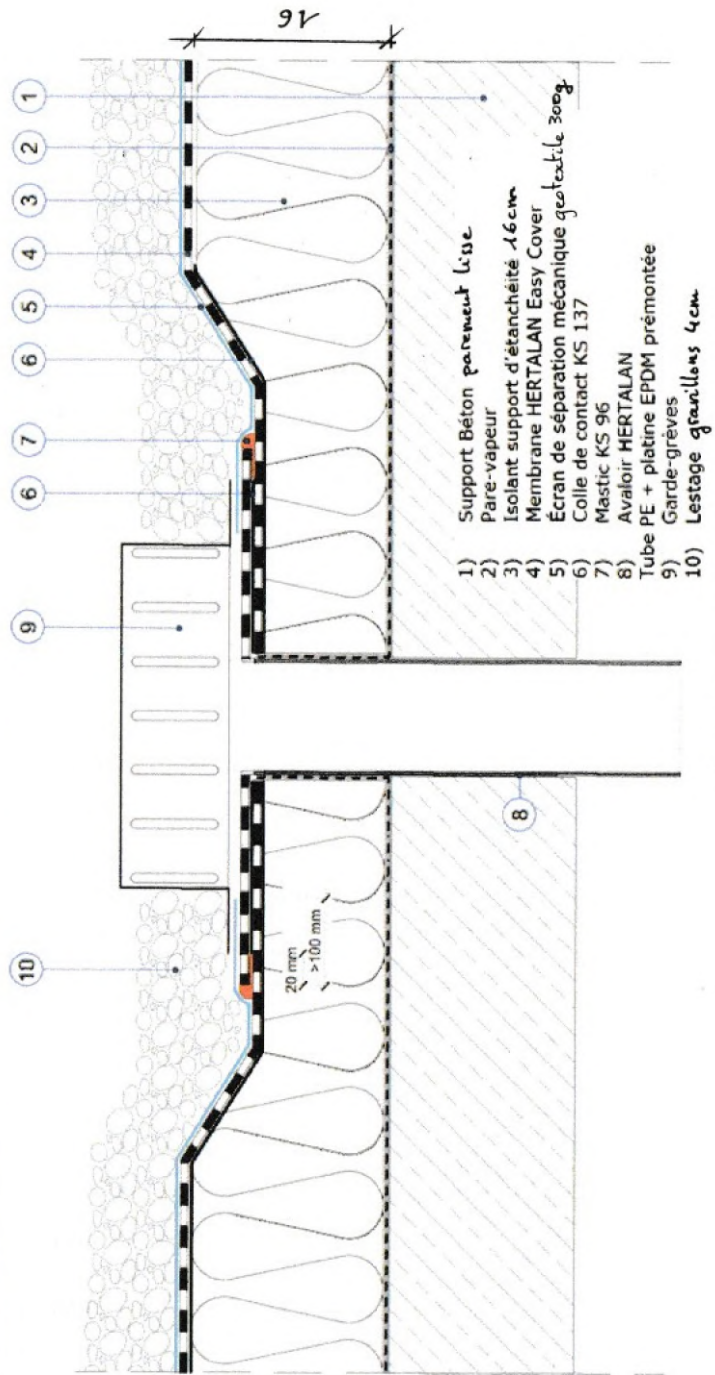 16
1
2
3
4
5
6
7
6
9
8
10
20 mm
>100 mm
1) Support Béton parement lisse
2) Pare-vapeur
3) Isolant support d'étanchéité 16cm
4) Membrane HERTALAN Easy Cover
5) Écran de séparation mécanique geotextile 300g
6) Colle de contact KS 137
7) Mastic KS 96
8) Avaloir HERTALAN
Tube PE + platine EPDM prémontée
9) Garde-grèves
10) Lestage gravillons 4cm